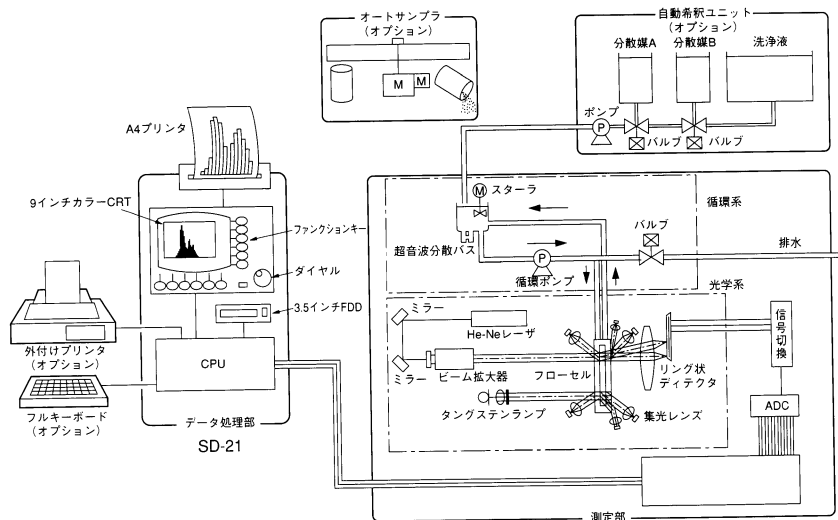 オートサンプラ
(オプション)
M
M
自動希釈ユニット
(オプション)
分散媒A
分散媒B
洗浄液
ポンプ
P
バルブ
バルブ
A4プリンタ
9インチカラーCRT
ファンクションキー
ダイヤル
3.5インチFDD
外付けプリンタ
(オプション)
CPU
フルキーボード
(オプション)
データ処理部
SD-21
M
スターラ
循環系
超音波分散バス
バルブ
排水
P
循環ポンプ
光学系
ミラー
He-Neレーザ
ミラー
ビーム拡大器
フローセル
リング状
ディテクタ
信号切換
タングステンランプ
集光レンズ
ADC
測定部